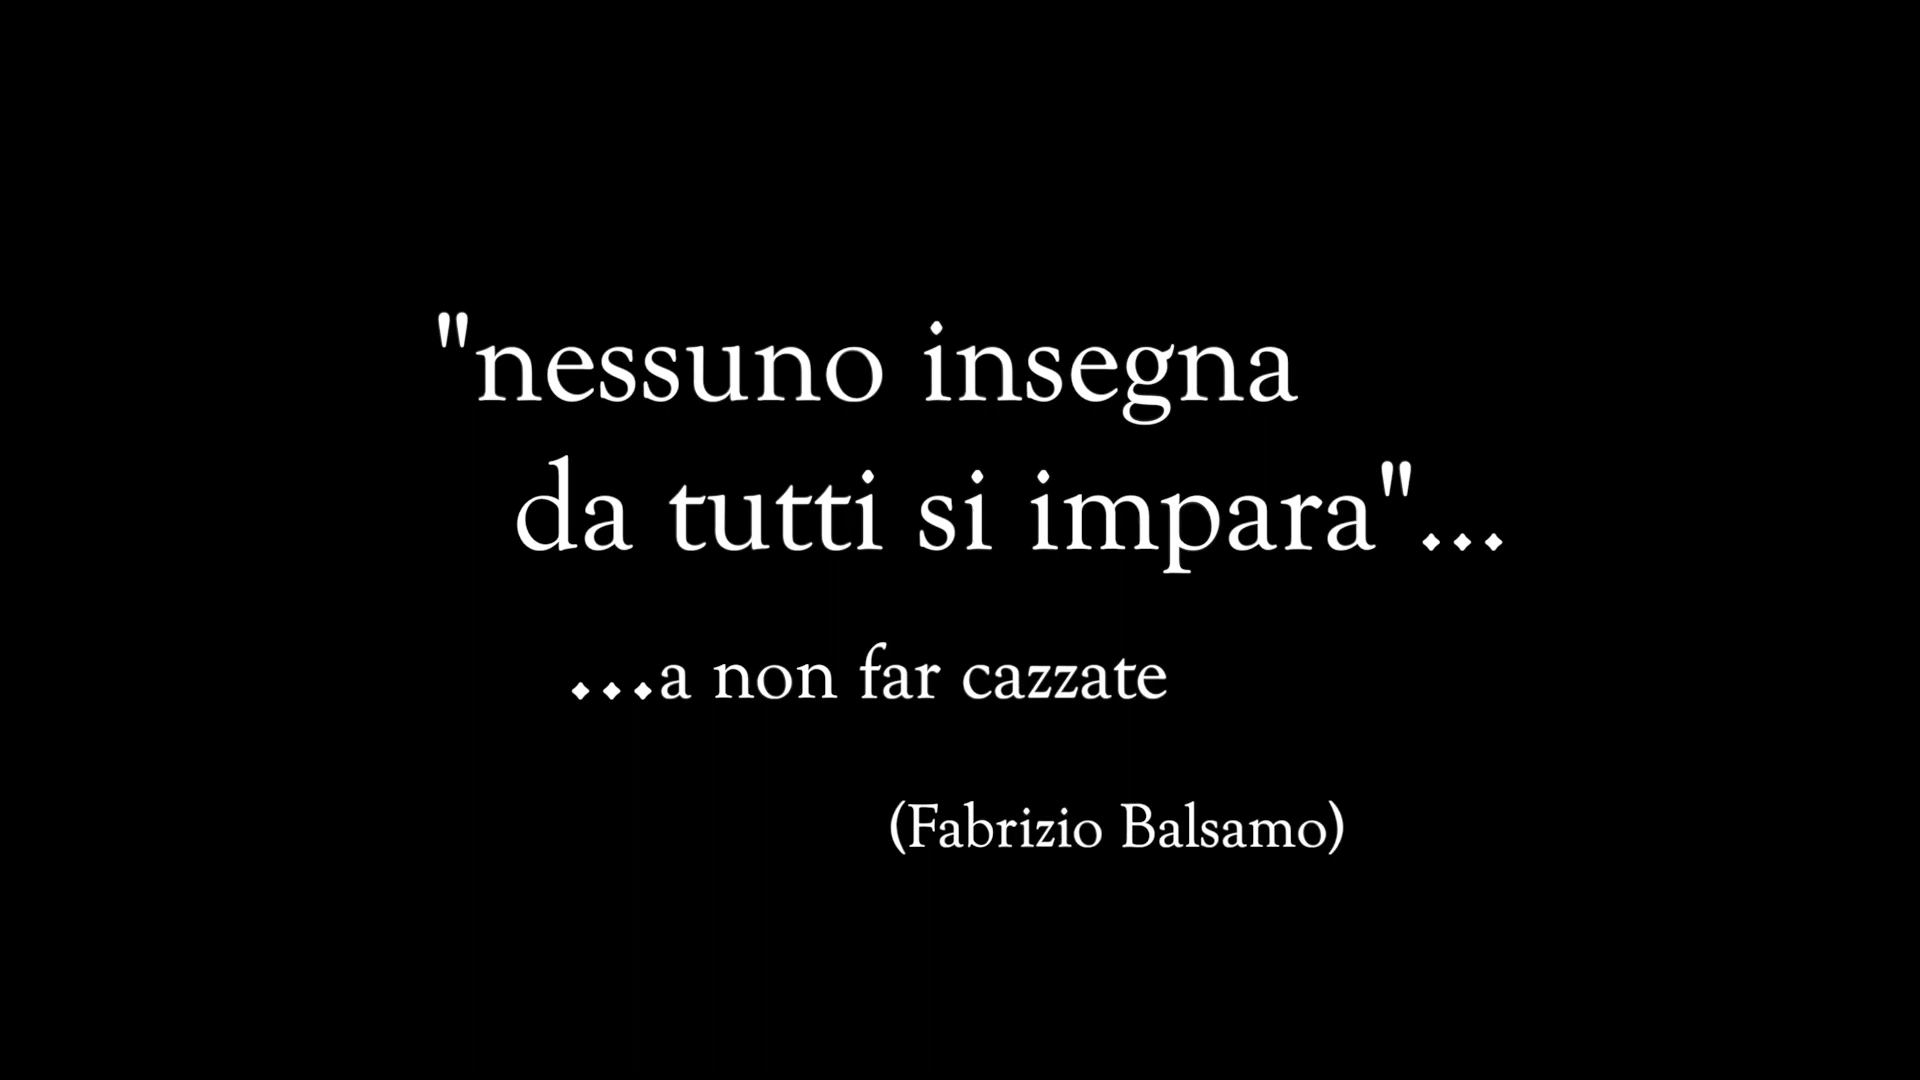 "nessuno insegna
da tutti si impara"...
...a non far cazzate
(Fabrizio Balsamo)